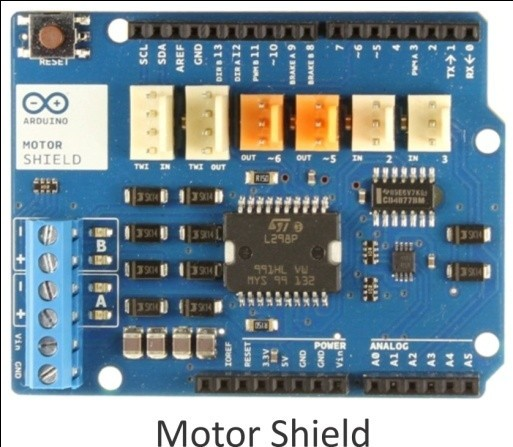 RESET
SCL
SDA
AREF
GND
DIR B 13
DIR A 12
PWM B 11
~10
BRAKE A 9
BRAKE B 8
7
~6
~5
4
PWM A 3
2
TX→1
RX←0
ARDUINO
MOTOR
SHIELD
TWI IN
TWI OUT
OUT ~6
OUT ~5
IN 2
IN 3
R150
L298P
991HL VW
MYS 99 132
CD4077BM
- + B
- + A
Vin
GND
IOREF
RESET
3.3V
5V
GND
GND
Vin
POWER
ANALOG
A0
A1
A2
A3
A4
A5
Motor Shield